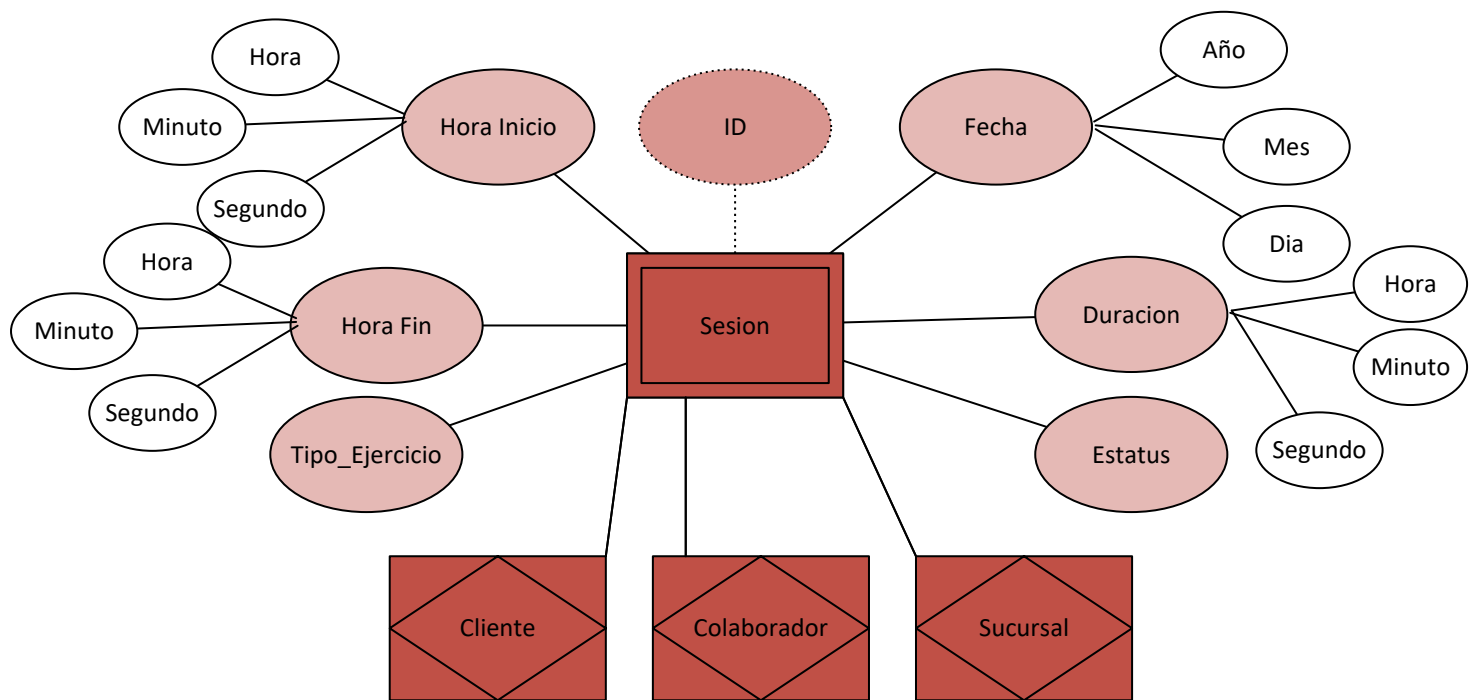 Hora
Minuto
Segundo
Hora Inicio
ID
Fecha
Año
Mes
Dia
Hora
Minuto
Segundo
Hora Fin
Sesion
Duracion
Hora
Minuto
Segundo
Tipo_Ejercicio
Estatus
Cliente
Colaborador
Sucursal